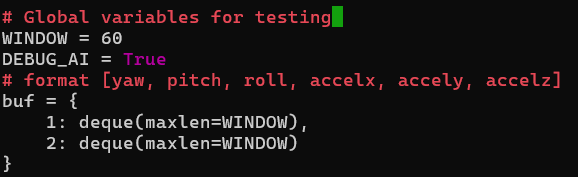 # Global variables for testing
WINDOW = 60
DEBUG_AI = True
# format [yaw, pitch, roll, accelx, accely, accelz]
buf = {
    1: deque(maxlen=WINDOW),
    2: deque(maxlen=WINDOW)
}